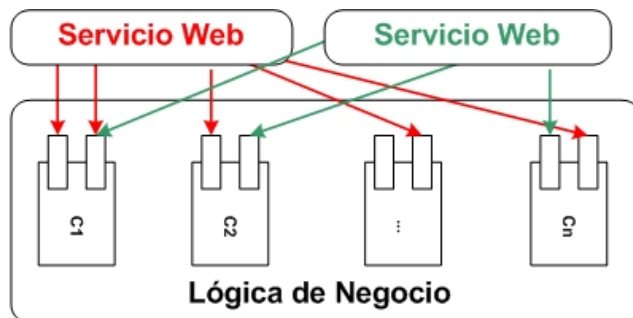 Servicio Web
Servicio Web
C1
C2
...
Cn
Lógica de Negocio